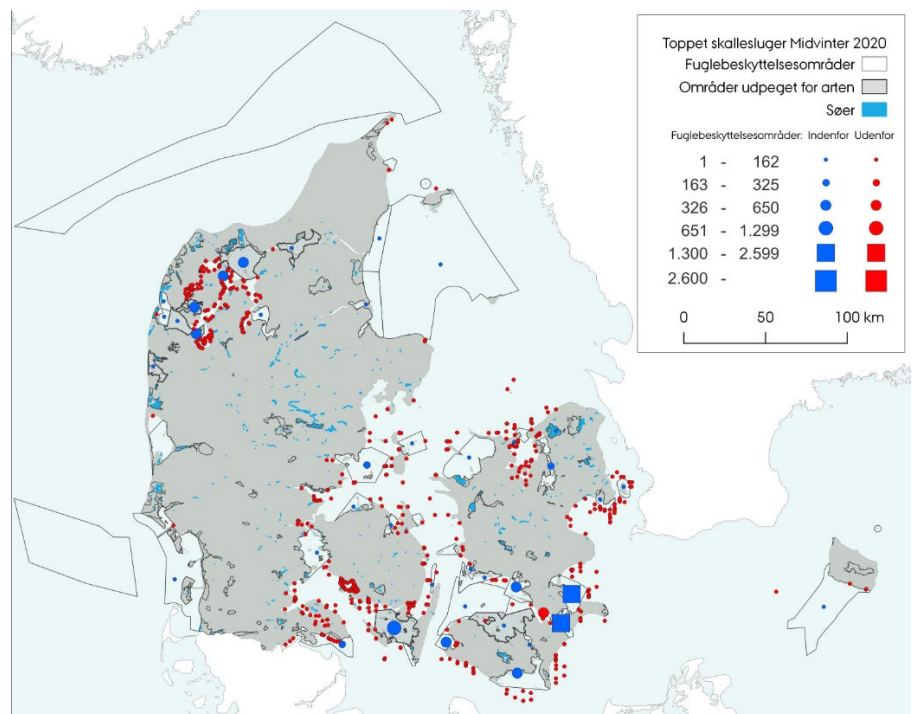 Toppet skallesluger Midvinter 2020
Fuglebeskyttelsesområder
Områder udpeget for arten
Søer
Fuglebeskyttelsesområder: Indenfor Udenfor
1 - 162
163 - 325
326 - 650
651 - 1.299
1.300 - 2.599
2.600 -
0 50 100 km